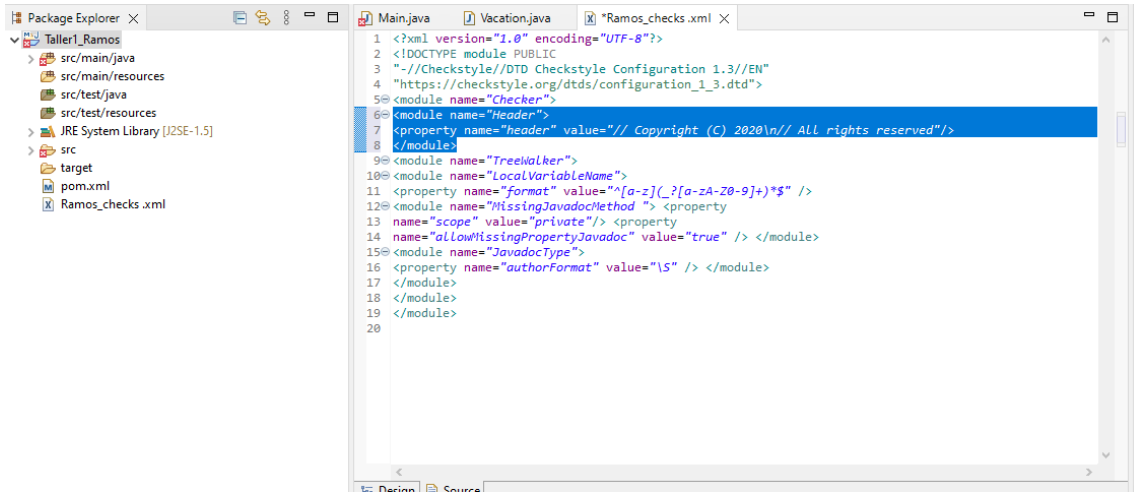 Package Explorer
Taller1_Ramos
src/main/java
src/main/resources
src/test/java
src/test/resources
JRE System Library [J2SE-1.5]
src
target
pom.xml
Ramos_checks .xml
Main.java Vacation.java *Ramos_checks .xml
1 <?xml version="1.0" encoding="UTF-8"?>
2 <!DOCTYPE module PUBLIC
3 "-//Checkstyle//DTD Checkstyle Configuration 1.3//EN"
4 "https://checkstyle.org/dtds/configuration_1_3.dtd">
5 <module name="Checker">
6 <module name="Header">
7 <property name="header" value="// Copyright (C) 2020\n// All rights reserved"/>
8 </module>
9 <module name="TreeWalker">
10 <module name="LocalVariableName">
11 <property name="format" value="^[a-z](_?[a-zA-Z0-9]+)*$" />
12 <module name="MissingJavadocMethod "> <property
13 name="scope" value="private"/> <property
14 name="allowMissingPropertyJavadoc" value="true" /> </module>
15 <module name="JavadocType">
16 <property name="authorFormat" value="\S" /> </module>
17 </module>
18 </module>
19 </module>
20
Design Source